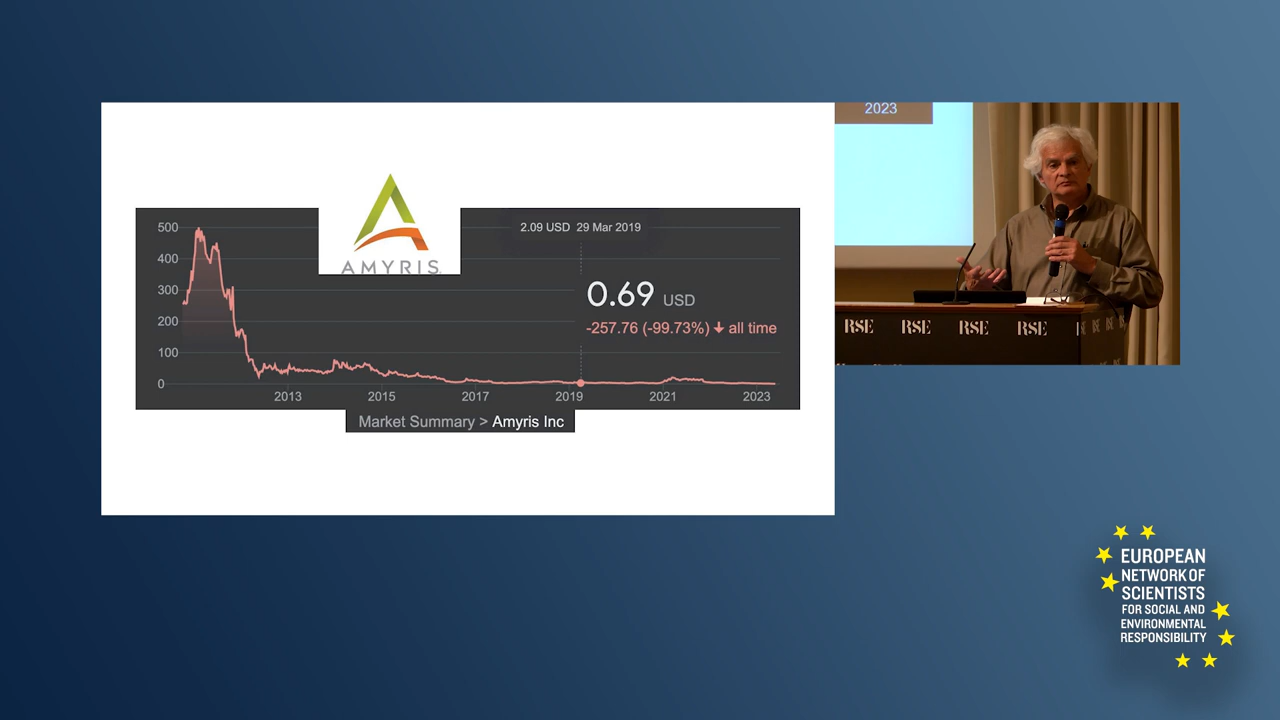 500
400
300
200
100
0
AMYRIS
2.09 USD 29 Mar 2019
0.69 USD
-257.76 (-99.73%) ↓ all time
2013 2015 2017 2019 2021 2023
Market Summary > Amyris Inc
2023
RSE RSE RSE RSE RSE
EUROPEAN
NETWORK OF
SCIENTISTS
FOR SOCIAL AND
ENVIRONMENTAL
RESPONSIBILITY